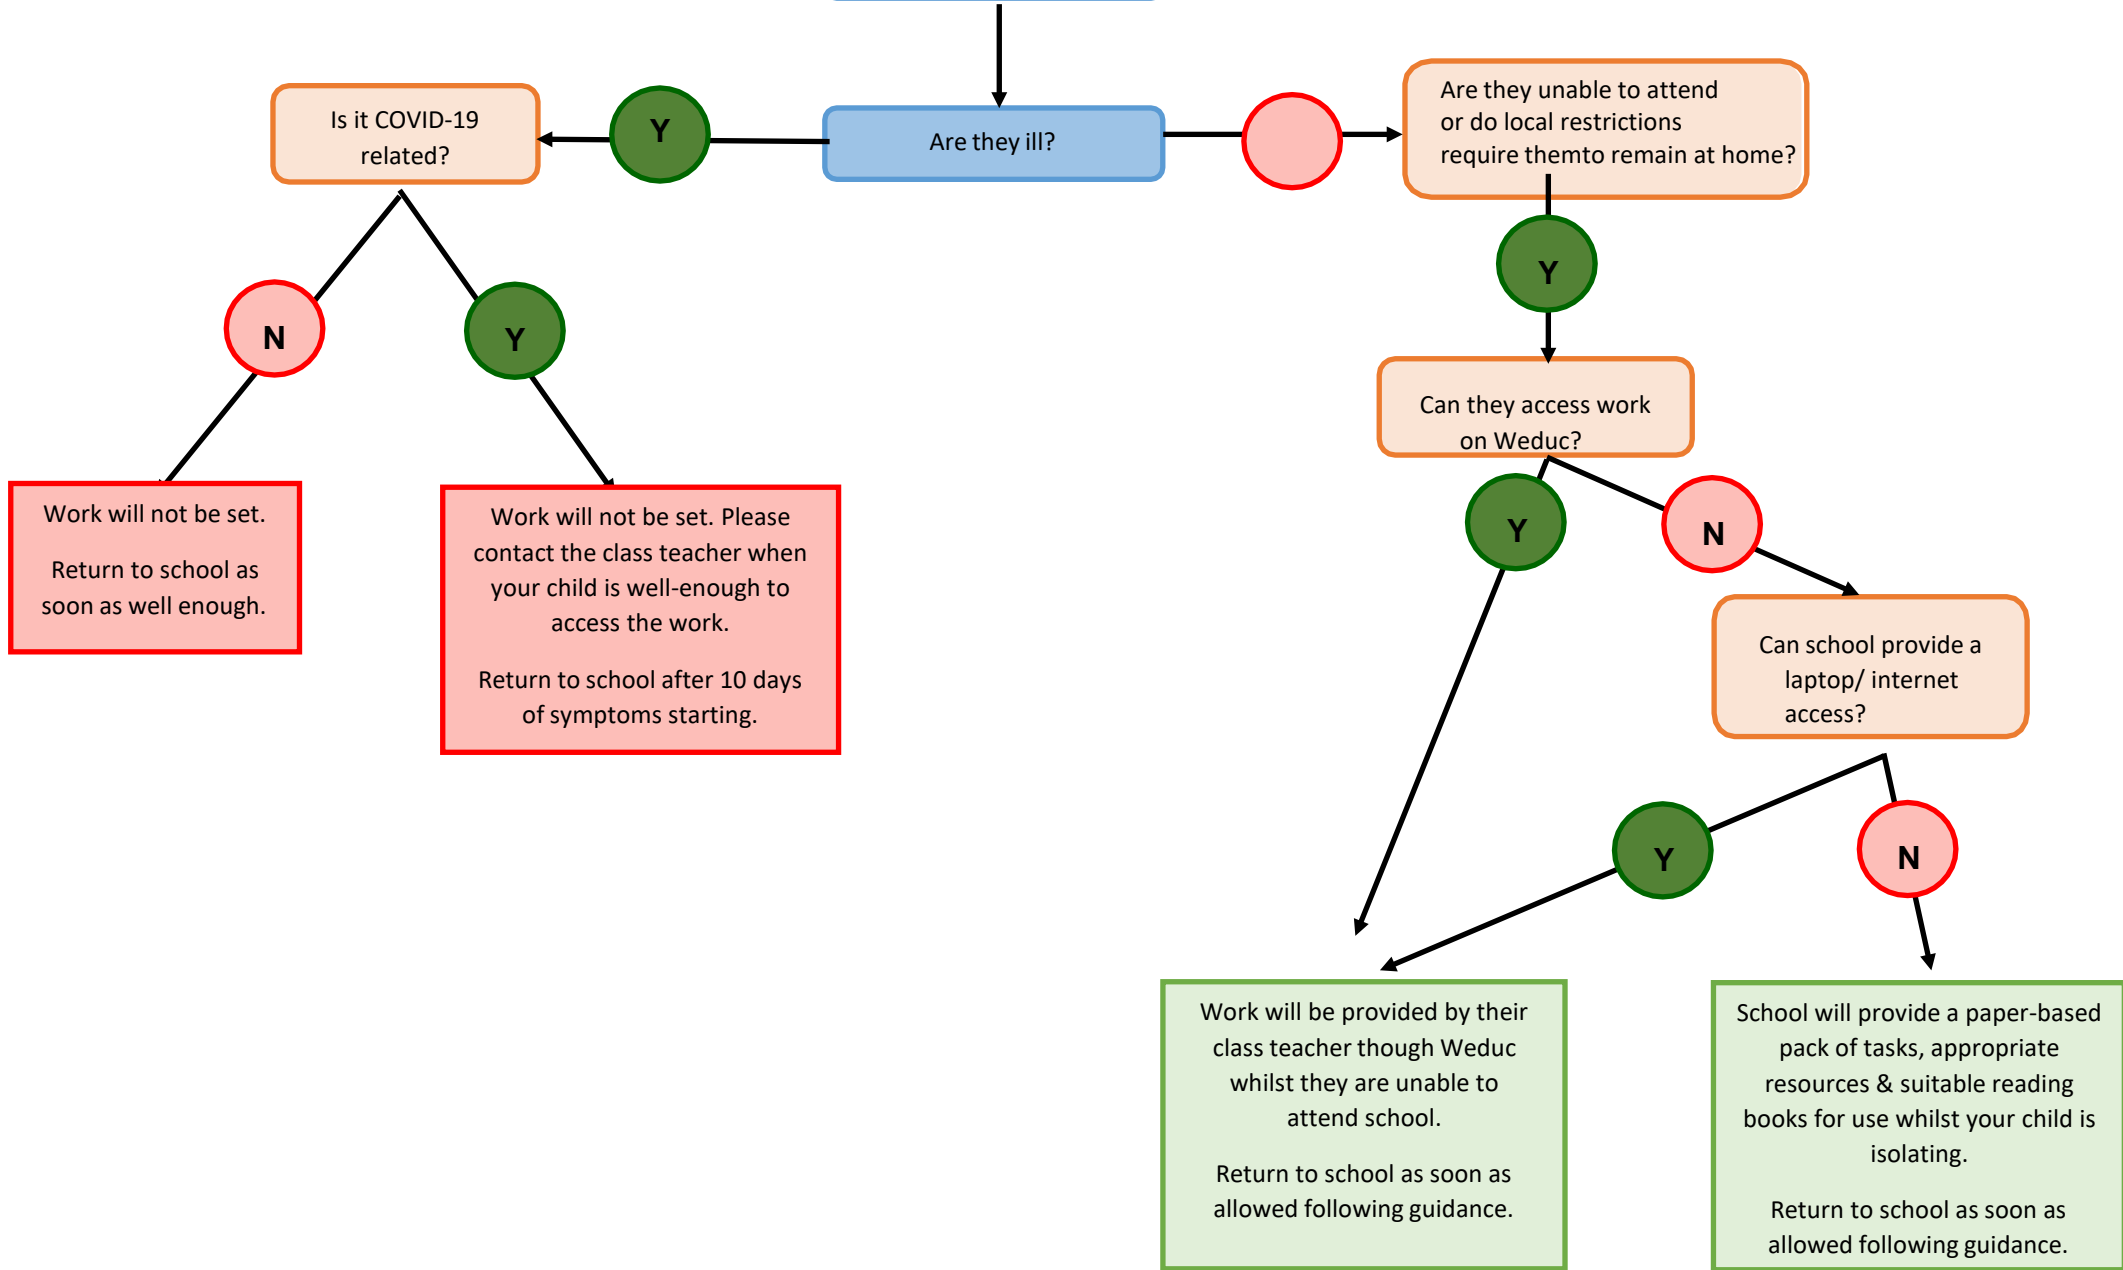 Are they ill?
Y
Is it COVID-19
related?
N
Y
Work will not be set.
Return to school as
soon as well enough.
Work will not be set. Please
contact the class teacher when
your child is well-enough to
access the work.
Return to school after 10 days
of symptoms starting.
Are they unable to attend
or do local restrictions
require themto remain at home?
Y
Can they access work
on Weduc?
Y
N
Can school provide a
laptop/ internet
access?
Y
N
Work will be provided by their
class teacher though Weduc
whilst they are unable to
attend school.
Return to school as soon as
allowed following guidance.
School will provide a paper-based
pack of tasks, appropriate
resources & suitable reading
books for use whilst your child is
isolating.
Return to school as soon as
allowed following guidance.